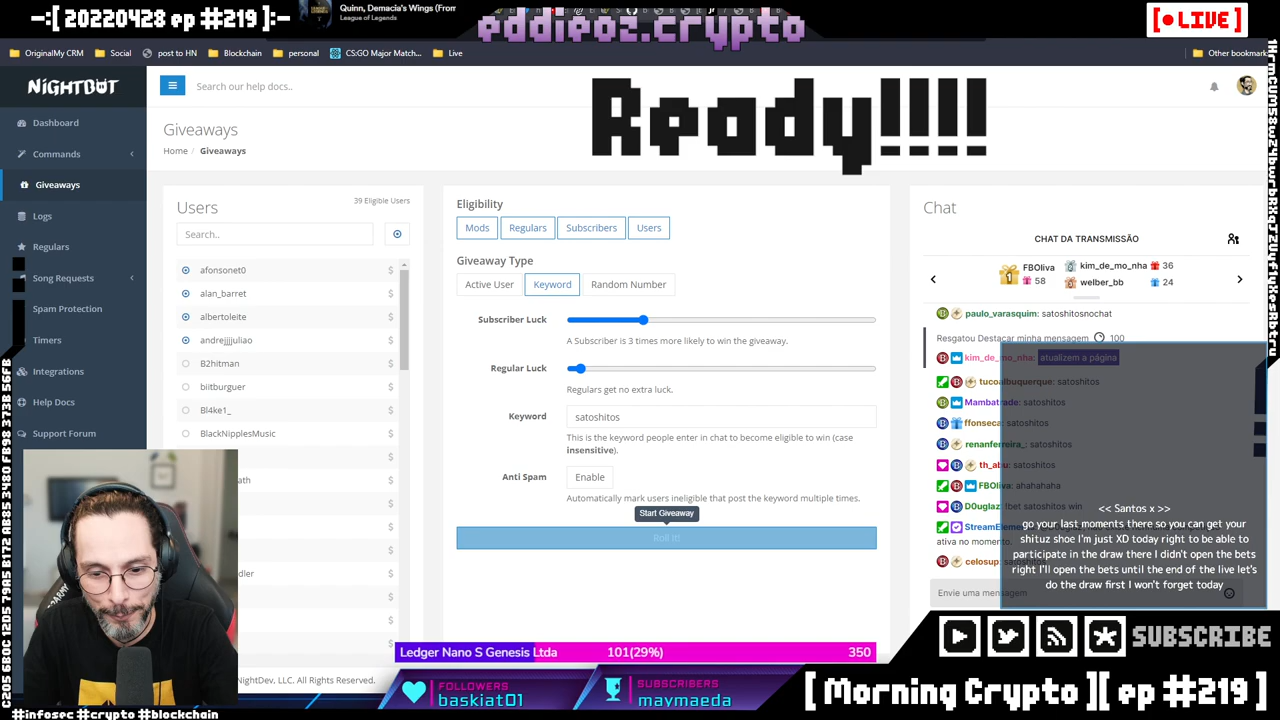 -:[ 20220428 ep #219 ]:-
Quinn, Demacia's Wings (From
League of Legends
eddieoz.crypto
[● LIVE]
OriginalMy CRM
Social
post to HN
Blockchain
personal
CS:GO Major Match...
Live
Other bookmark
NIGHTBOT
Search our help docs..
Ready!!!!
Dashboard
Commands
Giveaways
Logs
Regulars
Song Requests
Spam Protection
Timers
Integrations
Help Docs
Support Forum
Giveaways
Home / Giveaways
Users
39 Eligible Users
Search..
afonsonet0
alan_barret
albertoleite
andrejjjjuliao
B2hitman
biitburguer
Bl4ke1_
BlackNipplesMusic
Eligibility
Mods
Regulars
Subscribers
Users
Giveaway Type
Active User
Keyword
Random Number
Subscriber Luck
A Subscriber is 3 times more likely to win the giveaway.
Regular Luck
Regulars get no extra luck.
Keyword
satoshitos
This is the keyword people enter in chat to become eligible to win (case
insensitive).
Anti Spam
Enable
Automatically mark users ineligible that post the keyword multiple times.
Start Giveaway
Roll It!
Chat
CHAT DA TRANSMISSÃO
FBOliva
58
kim_de_mo_nha
36
welber_bb
24
paulo_varasquim: satoshitosnochat
Resgatou Destacar minha mensagem 100
kim_de_mo_nha: atualizem a página
tucoalbuquerque: satoshitos
Mambatrade: satoshitos
ffonseca: satoshitos
renanferreira_: satoshitos
th_abu: satoshitos
FBOliva: ahahahaha
D0uglaz: !bet satoshitos win
ativa no momento.
celosup:
Envie uma mensagem
<< Santos x >>
go your last moments there so you can get your
shituz shoe I'm just XD today right to be able to
participate in the draw there I didn't open the bets
right I'll open the bets until the end of the live let's
do the draw first I won't forget today
Ledger Nano S Genesis Ltda
101(29%)
350
NightDev, LLC. All Rights Reserved.
FOLLOWERS
baskiat01
SUBSCRIBERS
maymaeda
SUBSCRIBE
[ Morning Crypto ][ ep #219 ]
#infosec #crypto #blockchain